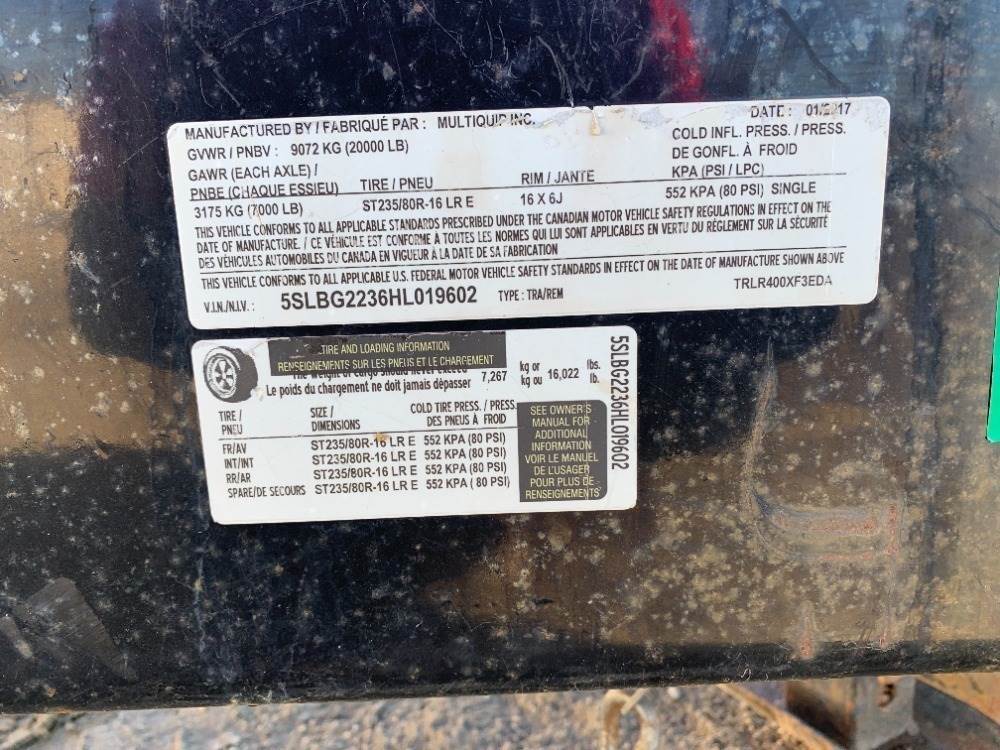 MANUFACTURED BY / FABRIQUÉ PAR : MULTIQUIP INC. DATE : 01/2017
GVWR / PNBV : 9072 KG (20000 LB)
GAWR (EACH AXLE) /
PNBE (CHAQUE ESSIEU) TIRE / PNEU RIM / JANTE COLD INFL. PRESS. / PRESS.
DE GONFL. À FROID
KPA (PSI / LPC)
3175 KG (7000 LB) ST235/80R-16 LR E 16 X 6J 552 KPA (80 PSI) SINGLE
THIS VEHICLE CONFORMS TO ALL APPLICABLE STANDARDS PRESCRIBED UNDER THE CANADIAN MOTOR VEHICLE SAFETY REGULATIONS IN EFFECT ON THE
DATE OF MANUFACTURE. / CE VÉHICULE EST CONFORME À TOUTES LES NORMES QUI LUI SONT APPLICABLES EN VERTU DU RÈGLEMENT SUR LA SÉCURITÉ
DES VÉHICULES AUTOMOBILES DU CANADA EN VIGUEUR À LA DATE DE SA FABRICATION
THIS VEHICLE CONFORMS TO ALL APPLICABLE U.S. FEDERAL MOTOR VEHICLE SAFETY STANDARDS IN EFFECT ON THE DATE OF MANUFACTURE SHOWN ABOVE
V.I.N./N.I.V. : 5SLBG2236HL019602 TYPE : TRA/REM TRLR400XF3EDA
TIRE AND LOADING INFORMATION
RENSEIGNEMENTS SUR LES PNEUS ET LE CHARGEMENT
The weight of cargo should never exceed
Le poids du chargement ne doit jamais dépasser 7,267 kg or
kg ou 16,022 lbs.
lb.
TIRE /
PNEU SIZE /
DIMENSIONS COLD TIRE PRESS. / PRESS.
DES PNEUS À FROID
FR/AV ST235/80R-16 LR E 552 KPA (80 PSI)
INT/INT ST235/80R-16 LR E 552 KPA (80 PSI)
RR/AR ST235/80R-16 LR E 552 KPA (80 PSI)
SPARE/DE SECOURS ST235/80R-16 LR E 552 KPA ( 80 PSI)
SEE OWNER'S
MANUAL FOR
ADDITIONAL
INFORMATION
VOIR LE MANUEL
DE L'USAGER
POUR PLUS DE
RENSEIGNEMENTS
5SLBG2236HL019602